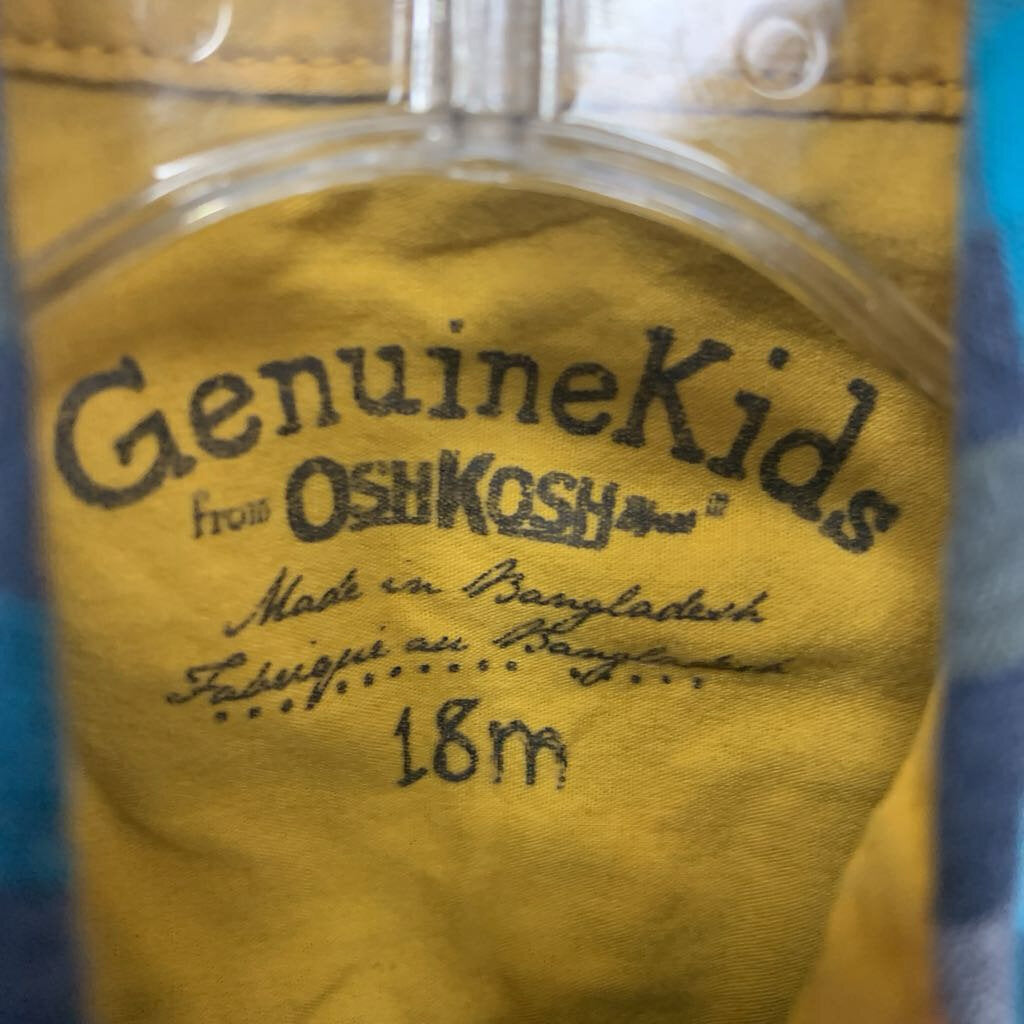 GenuineKids
from OSHKOSH
Made in Bangladesh
Fabriqué au Bangladesh
18m